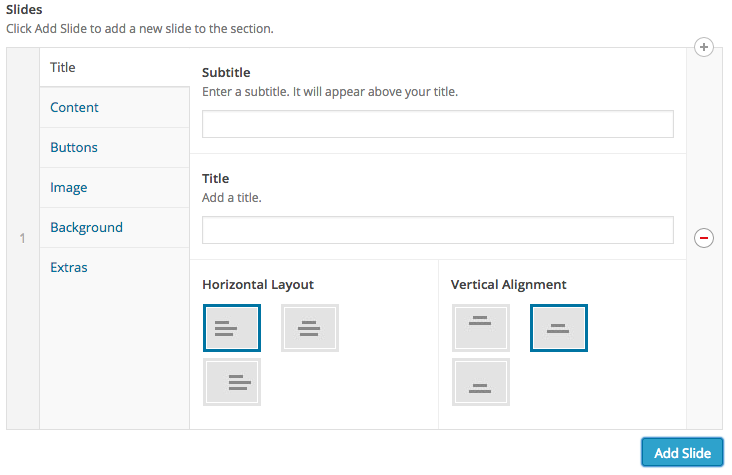 Slides
Click Add Slide to add a new slide to the section.
1
Title
Content
Buttons
Image
Background
Extras
Subtitle
Enter a subtitle. It will appear above your title.
Title
Add a title.
Horizontal Layout
Vertical Alignment
Add Slide